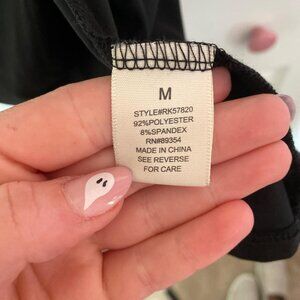 M
STYLE#RK57820
92%POLYESTER
8%SPANDEX
RN#89354
MADE IN CHINA
SEE REVERSE
FOR CARE